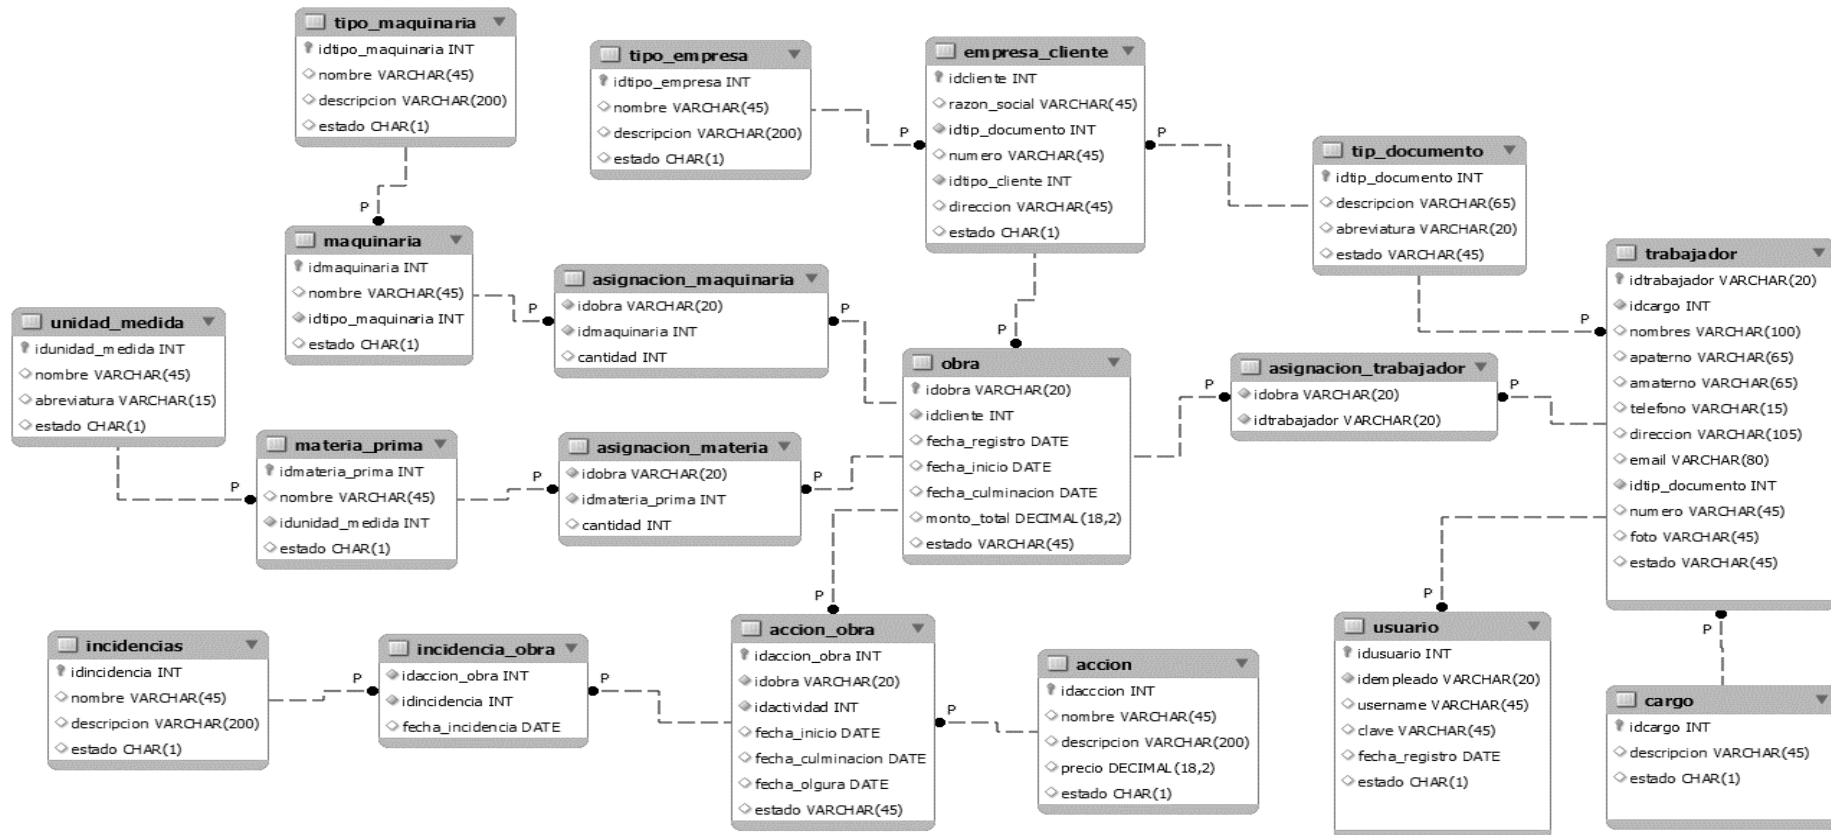 tipo_maquinaria
idtipo_maquinaria INT
nombre VARCHAR(45)
descripcion VARCHAR(200)
estado CHAR(1)
P
tipo_empresa
idtipo_empresa INT
nombre VARCHAR(45)
descripcion VARCHAR(200)
estado CHAR(1)
P
empresa_cliente
idcliente INT
razon_social VARCHAR(45)
idtip_documento INT
numero VARCHAR(45)
idtipo_cliente INT
direccion VARCHAR(45)
estado CHAR(1)
P
P
tip_documento
idtip_documento INT
descripcion VARCHAR(65)
abreviatura VARCHAR(20)
estado VARCHAR(45)
P
trabajador
idtrabajador VARCHAR(20)
idcargo INT
nombres VARCHAR(100)
apaterno VARCHAR(65)
amaterno VARCHAR(65)
telefono VARCHAR(15)
direccion VARCHAR(105)
email VARCHAR(80)
idtip_documento INT
numero VARCHAR(45)
foto VARCHAR(45)
estado VARCHAR(45)
maquinaria
idmaquinaria INT
nombre VARCHAR(45)
idtipo_maquinaria INT
estado CHAR(1)
P
asignacion_maquinaria
idobra VARCHAR(20)
idmaquinaria INT
cantidad INT
P
unidad_medida
idunidad_medida INT
nombre VARCHAR(45)
abreviatura VARCHAR(15)
estado CHAR(1)
P
obra
idobra VARCHAR(20)
idcliente INT
fecha_registro DATE
fecha_inicio DATE
fecha_culminacion DATE
monto_total DECIMAL(18,2)
estado VARCHAR(45)
P
asignacion_trabajador
idobra VARCHAR(20)
idtrabajador VARCHAR(20)
P
materia_prima
idmateria_prima INT
nombre VARCHAR(45)
idunidad_medida INT
estado CHAR(1)
P
asignacion_materia
idobra VARCHAR(20)
idmateria_prima INT
cantidad INT
P
P
P
P
incidencias
idincidencia INT
nombre VARCHAR(45)
descripcion VARCHAR(200)
estado CHAR(1)
P
incidencia_obra
idaccion_obra INT
idincidencia INT
fecha_incidencia DATE
P
accion_obra
idaccion_obra INT
idobra VARCHAR(20)
idactividad INT
fecha_inicio DATE
fecha_culminacion DATE
fecha_olgura DATE
estado VARCHAR(45)
P
accion
idacccion INT
nombre VARCHAR(45)
descripcion VARCHAR(200)
precio DECIMAL(18,2)
estado CHAR(1)
usuario
idusuario INT
idempleado VARCHAR(20)
username VARCHAR(45)
clave VARCHAR(45)
fecha_registro DATE
estado CHAR(1)
cargo
idcargo INT
descripcion VARCHAR(45)
estado CHAR(1)